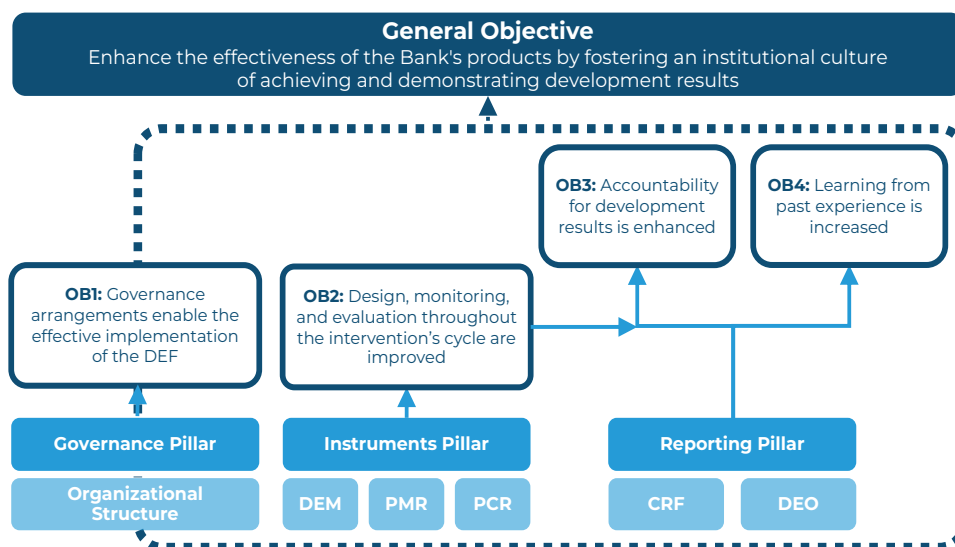 General Objective
Enhance the effectiveness of the Bank's products by fostering an institutional culture
of achieving and demonstrating development results
OB3: Accountability
for development
results is enhanced
OB4: Learning from
past experience is
increased
OB1: Governance
arrangements enable the
effective implementation
of the DEF
OB2: Design, monitoring,
and evaluation throughout
the intervention’s cycle are
improved
Governance Pillar
Instruments Pillar
Reporting Pillar
Organizational
Structure
DEM
PMR
PCR
CRF
DEO